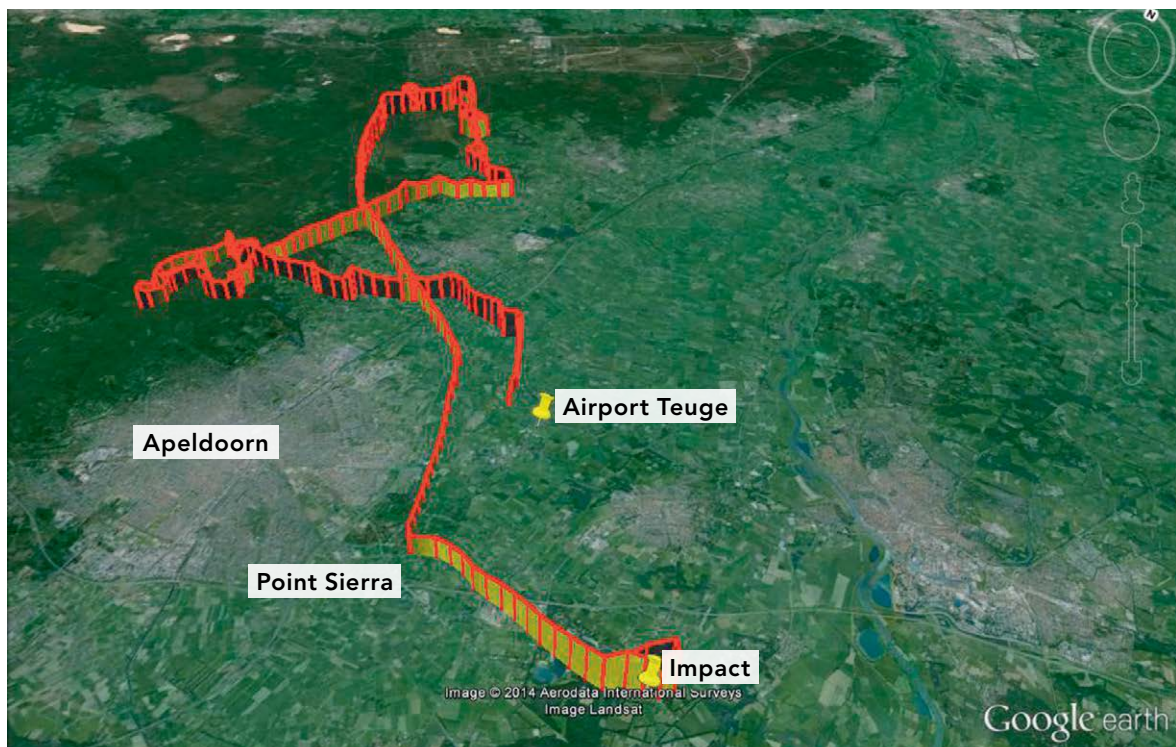 N
Airport Teuge
Apeldoorn
Point Sierra
Impact
Image © 2014 Aerodata International Surveys
Image Landsat
Google earth